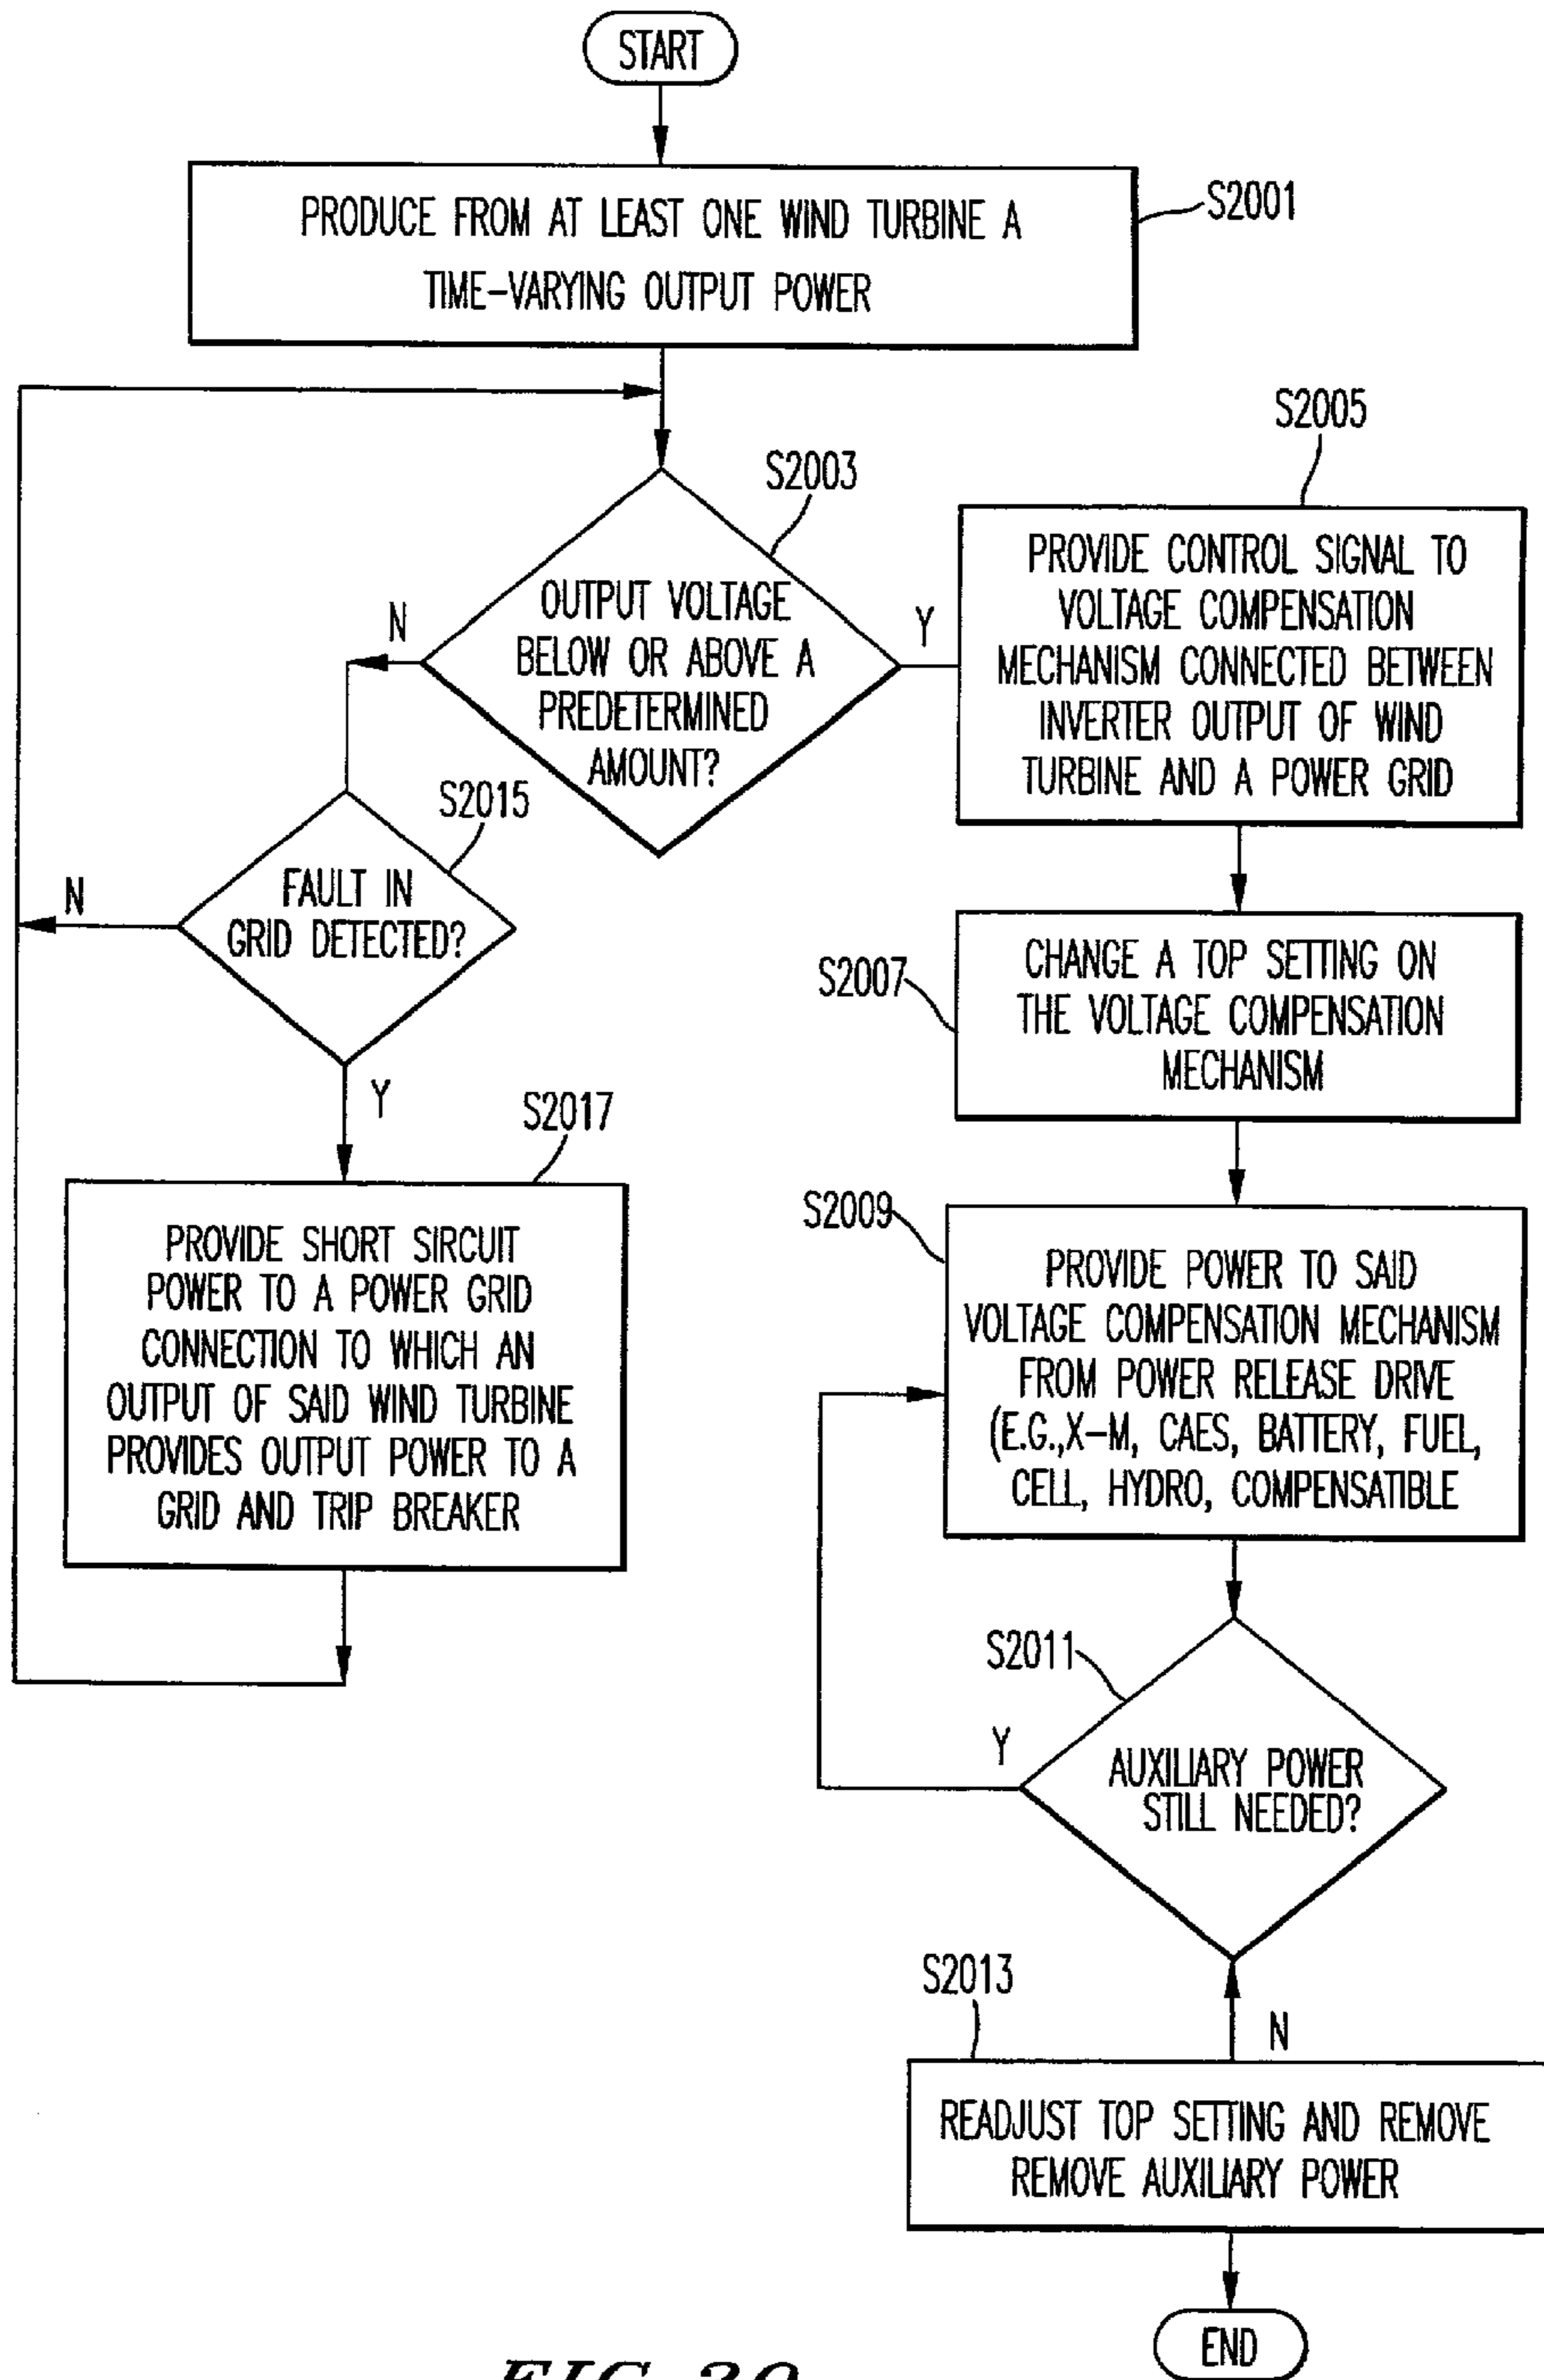 START
PRODUCE FROM AT LEAST ONE WIND TURBINE A
TIME-VARYING OUTPUT POWER
S2001
S2003
OUTPUT VOLTAGE
BELOW OR ABOVE A
PREDETERMINED
AMOUNT?
N
Y
S2005
PROVIDE CONTROL SIGNAL TO
VOLTAGE COMPENSATION
MECHANISM CONNECTED BETWEEN
INVERTER OUTPUT OF WIND
TURBINE AND A POWER GRID
S2015
FAULT IN
GRID DETECTED?
N
Y
S2007
CHANGE A TOP SETTING ON
THE VOLTAGE COMPENSATION
MECHANISM
S2017
PROVIDE SHORT SIRCUIT
POWER TO A POWER GRID
CONNECTION TO WHICH AN
OUTPUT OF SAID WIND TURBINE
PROVIDES OUTPUT POWER TO A
GRID AND TRIP BREAKER
S2009
PROVIDE POWER TO SAID
VOLTAGE COMPENSATION MECHANISM
FROM POWER RELEASE DRIVE
(E.G.,X-M, CAES, BATTERY, FUEL,
CELL, HYDRO, COMPENSATIBLE
S2011
Y
AUXILIARY POWER
STILL NEEDED?
S2013
N
READJUST TOP SETTING AND REMOVE
REMOVE AUXILIARY POWER
END
FIG. 20